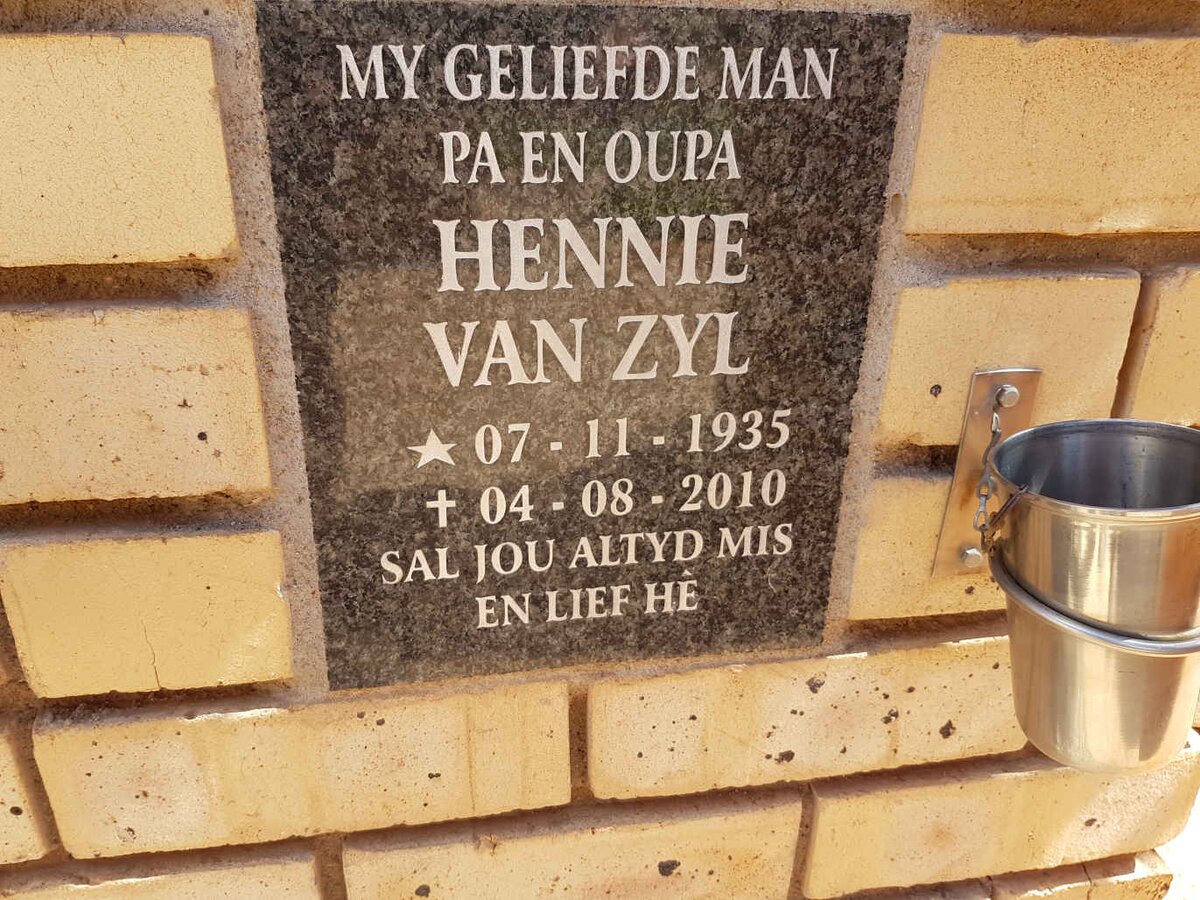 MY GELIEFDE MAN
PA EN OUPA
HENNIE
VAN ZYL
★ 07 - 11 - 1935
✝ 04 - 08 - 2010
SAL JOU ALTYD MIS
EN LIEF HÊ